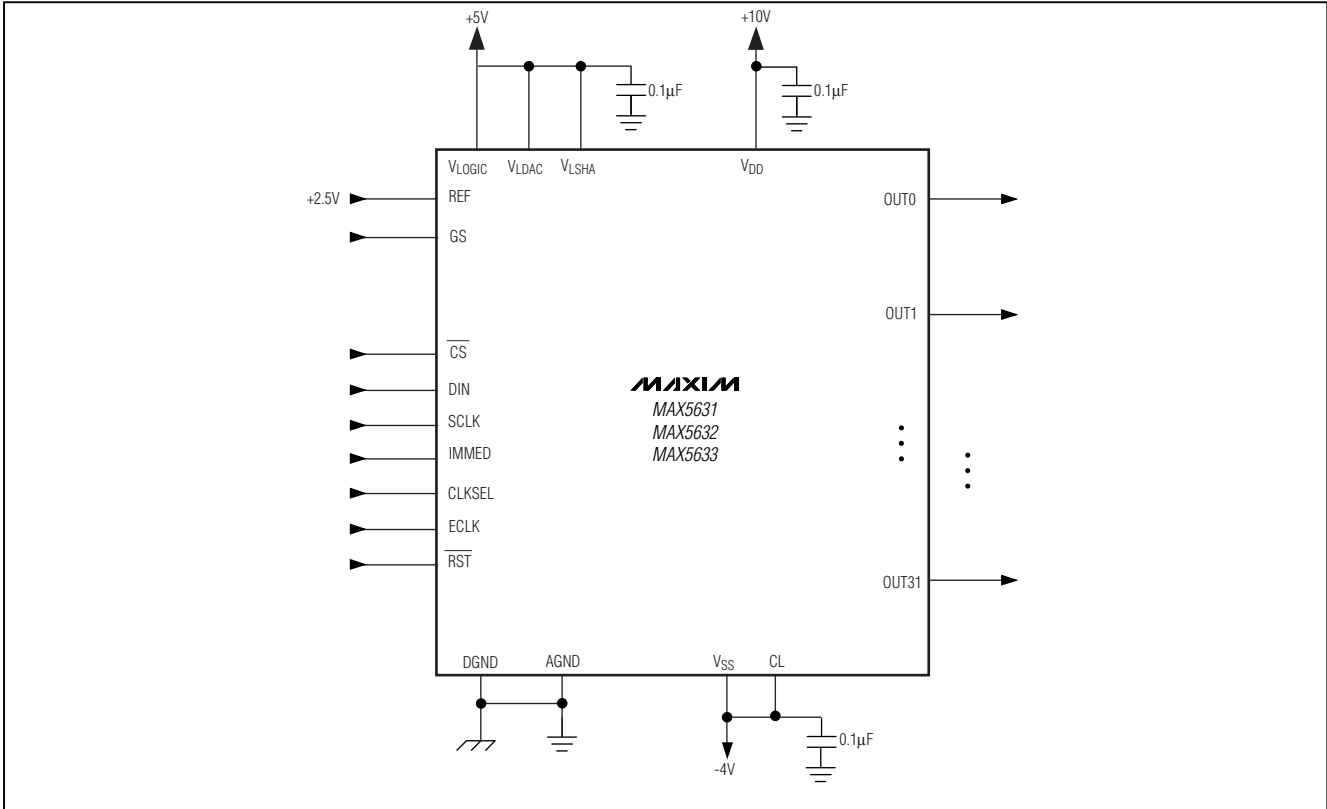 +5V
+10V
0.1µF
0.1µF
VLOGIC VLDAC VLSHA VDD
+2.5V REF
GS
CS
DIN
SCLK
IMMED
CLKSEL
ECLK
RST
MAXIM
MAX5631
MAX5632
MAX5633
OUT0
OUT1
OUT31
DGND AGND VSS CL
0.1µF
-4V